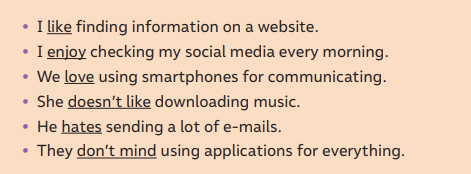 • I like finding information on a website.
• I enjoy checking my social media every morning.
• We love using smartphones for communicating.
• She doesn't like downloading music.
• He hates sending a lot of e-mails.
• They don't mind using applications for everything.